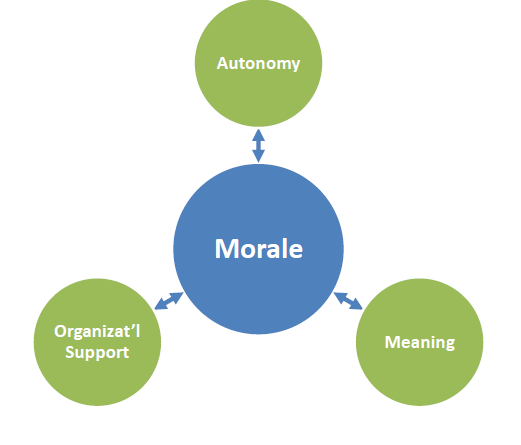 Autonomy
Morale
Organizat’l
Support
Meaning